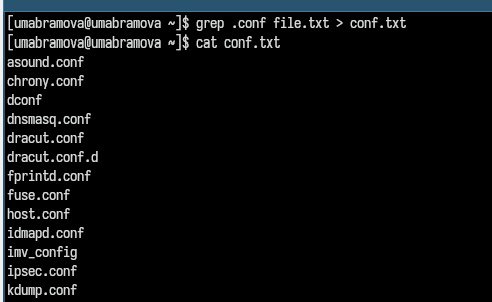 [umabramova@umabramova ~]$ grep .conf file.txt > conf.txt
[umabramova@umabramova ~]$ cat conf.txt
asound.conf
chrony.conf
dconf
dnsmasq.conf
dracut.conf
dracut.conf.d
fprintd.conf
fuse.conf
host.conf
idmapd.conf
imv_config
ipsec.conf
kdump.conf